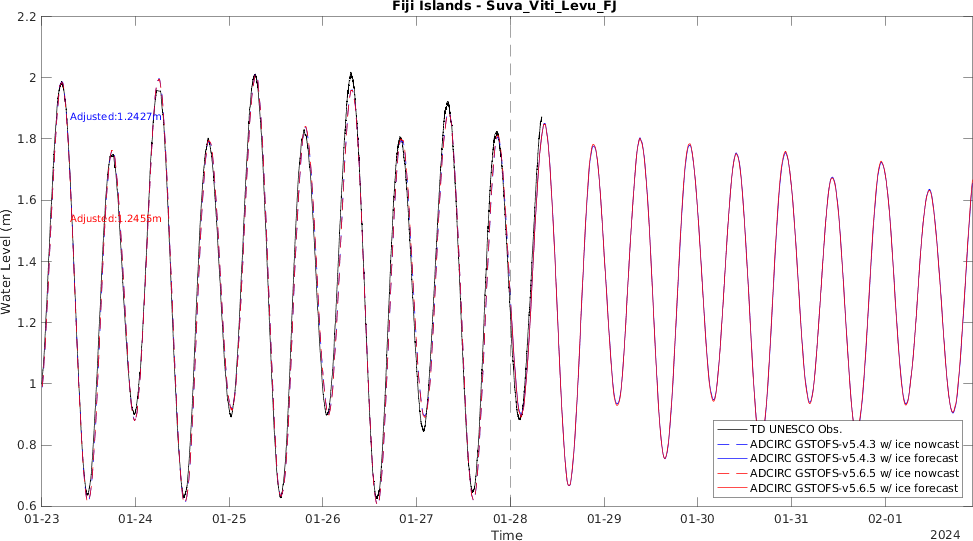 Fiji Islands - Suva_Viti_Levu_FJ
2.2
2
1.8
1.6
1.4
1.2
1
0.8
0.6
Water Level (m)
Adjusted:1.2427m
Adjusted:1.2455m
TD UNESCO Obs.
ADCIRC GSTOFS-v5.4.3 w/ ice nowcast
ADCIRC GSTOFS-v5.4.3 w/ ice forecast
ADCIRC GSTOFS-v5.6.5 w/ ice nowcast
ADCIRC GSTOFS-v5.6.5 w/ ice forecast
01-23 01-24 01-25 01-26 01-27 01-28 01-29 01-30 01-31 02-01
Time
2024